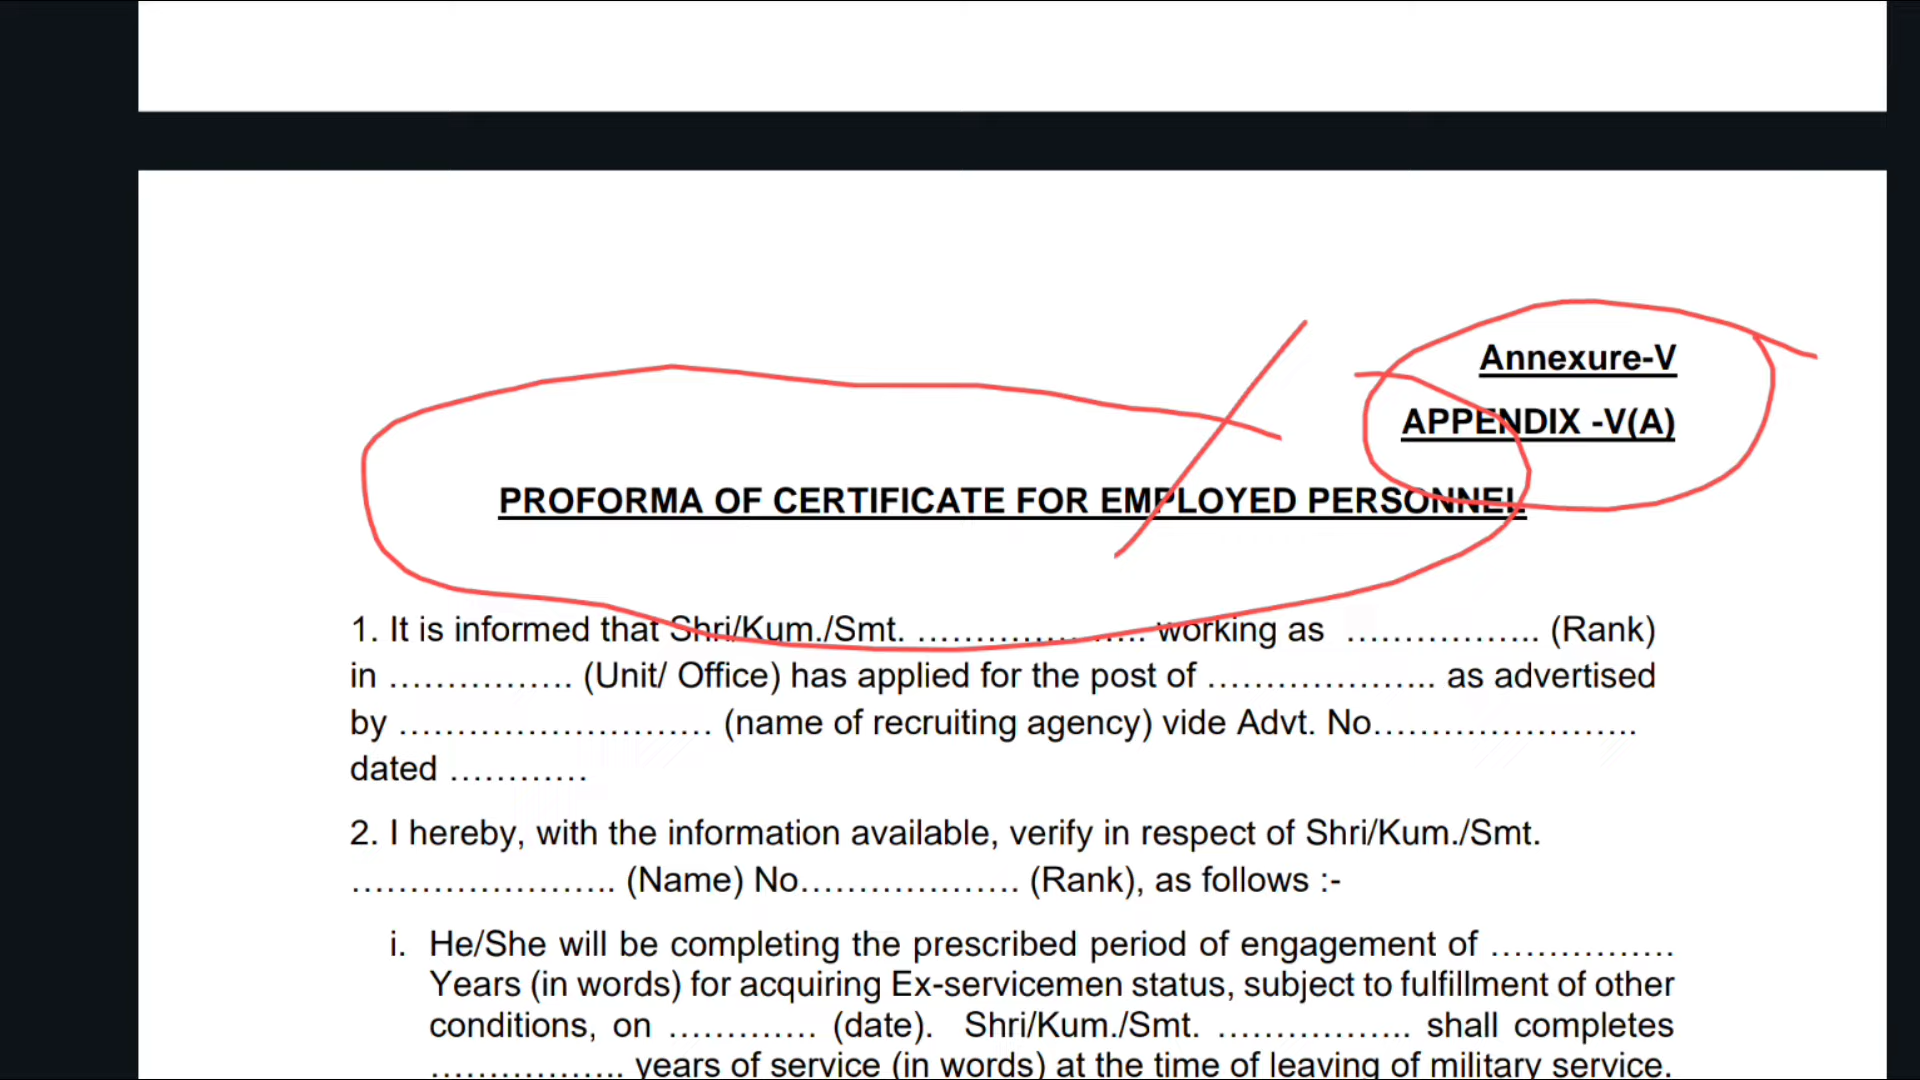 Annexure-V
APPENDIX -V(A)
PROFORMA OF CERTIFICATE FOR EMPLOYED PERSONNEL
1. It is informed that Shri/Kum./Smt. …………………. working as …………….. (Rank)
in ……………. (Unit/ Office) has applied for the post of ……………….. as advertised
by ……………………… (name of recruiting agency) vide Advt. No…………………..
dated …………
2. I hereby, with the information available, verify in respect of Shri/Kum./Smt.
………………….. (Name) No………………. (Rank), as follows :-
i. He/She will be completing the prescribed period of engagement of …………….
Years (in words) for acquiring Ex-servicemen status, subject to fulfillment of other
conditions, on …………. (date). Shri/Kum./Smt. …………….. shall completes
…………….. years of service (in words) at the time of leaving of military service.